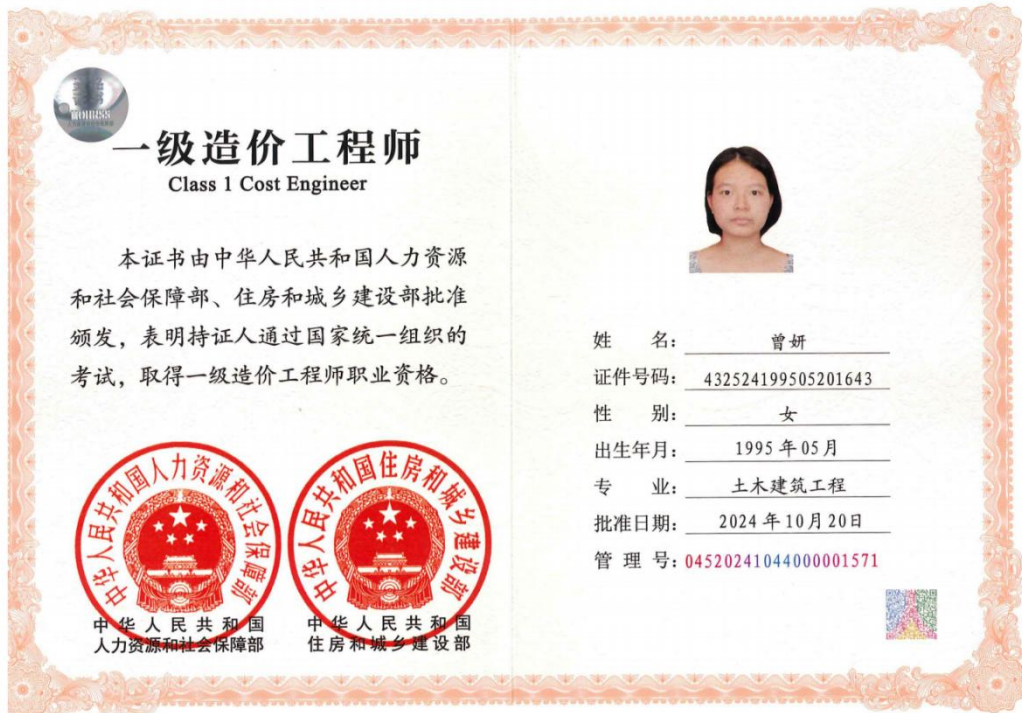 一级造价工程师
Class 1 Cost Engineer
本证书由中华人民共和国人力资源
和社会保障部、住房和城乡建设部批准
颁发，表明持证人通过国家统一组织的
考试，取得一级造价工程师职业资格。
中华人民共和国人力资源和社会保障部
中华人民共和国
人力资源和社会保障部
中华人民共和国住房和城乡建设部
中华人民共和国
住房和城乡建设部
姓 名：曾妍
证件号码：432524199505201643
性 别：女
出生年月：1995年05月
专 业：土木建筑工程
批准日期：2024年10月20日
管 理 号：04520241044000001571